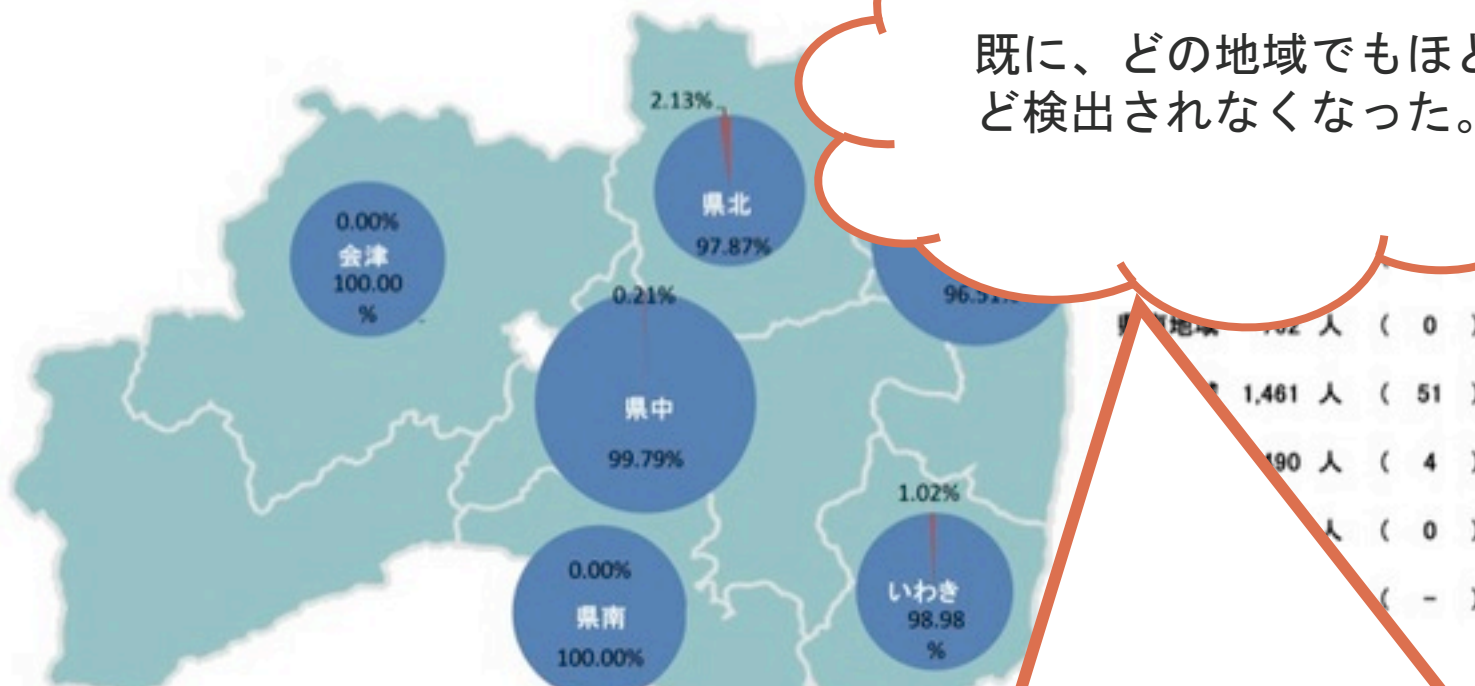 既に、どの地域でもほと
ど検出されなくなった。
2.13%
県北
97.87%
0.00%
会津
100.00
%
0.21%
県中
99.79%
1.02%
いわき
98.98
%
0.00%
県南
100.00%
人 ( 0 )
1,461 人 ( 51 )
490 人 ( 4 )
人 ( 0 )
( - )